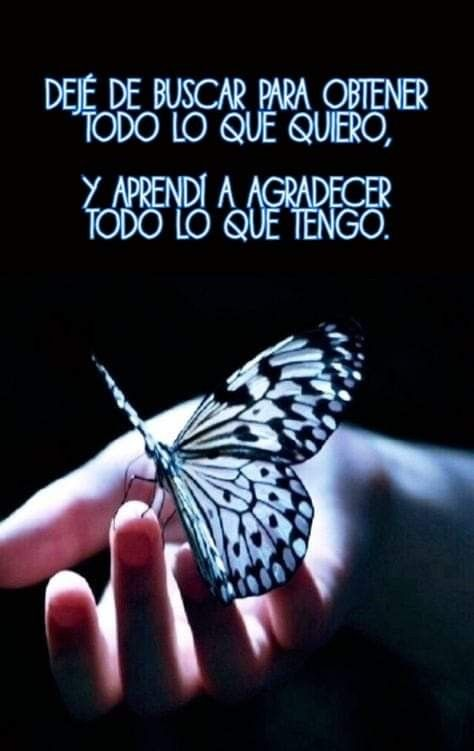 DEJÉ DE BUSCAR PARA OBTENER
TODO LO QUE QUIERO,
Y APRENDÍ A AGRADECER
TODO LO QUE TENGO.